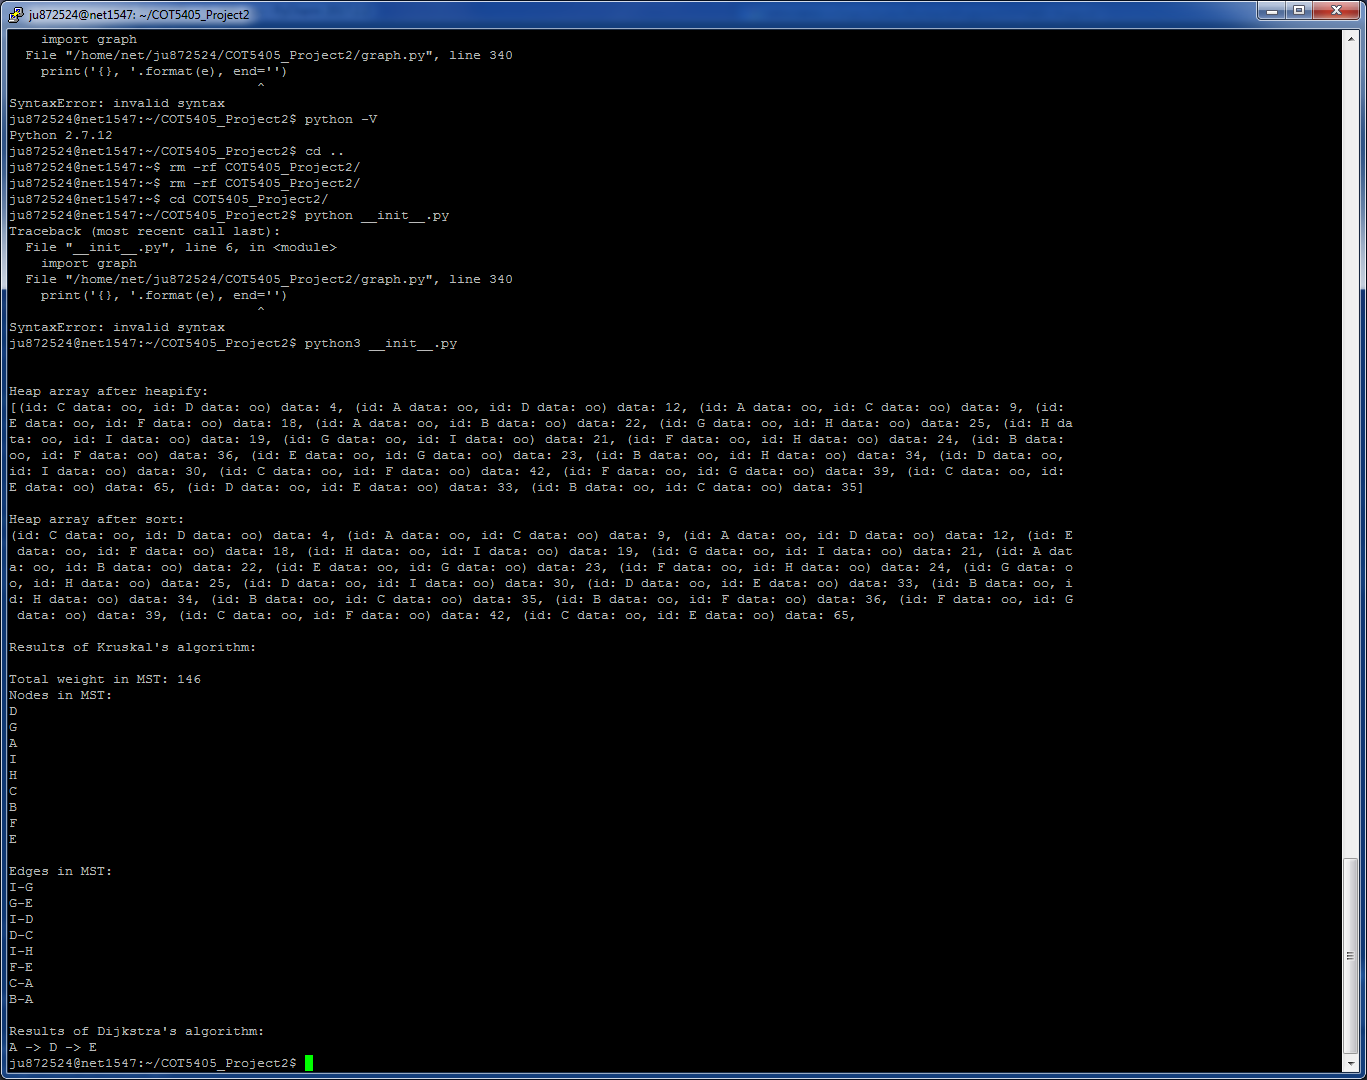 ju872524@net1547: ~/COT5405_Project2
    import graph
  File "/home/net/ju872524/COT5405_Project2/graph.py", line 340
    print('{}, '.format(e), end='')
                               ^
SyntaxError: invalid syntax
ju872524@net1547:~/COT5405_Project2$ python -V
Python 2.7.12
ju872524@net1547:~/COT5405_Project2$ cd ..
ju872524@net1547:~$ rm -rf COT5405_Project2/
ju872524@net1547:~$ rm -rf COT5405_Project2/
ju872524@net1547:~$ cd COT5405_Project2/
ju872524@net1547:~/COT5405_Project2$ python __init__.py
Traceback (most recent call last):
  File "__init__.py", line 6, in <module>
    import graph
  File "/home/net/ju872524/COT5405_Project2/graph.py", line 340
    print('{}, '.format(e), end='')
                               ^
SyntaxError: invalid syntax
ju872524@net1547:~/COT5405_Project2$ python3 __init__.py
Heap array after heapify:
[(id: C data: oo, id: D data: oo) data: 4, (id: A data: oo, id: D data: oo) data: 12, (id: A data: oo, id: C data: oo) data: 9, (id:
E data: oo, id: F data: oo) data: 18, (id: A data: oo, id: B data: oo) data: 22, (id: G data: oo, id: H data: oo) data: 25, (id: H da
ta: oo, id: I data: oo) data: 19, (id: G data: oo, id: I data: oo) data: 21, (id: F data: oo, id: H data: oo) data: 24, (id: B data:
oo, id: F data: oo) data: 36, (id: E data: oo, id: G data: oo) data: 23, (id: B data: oo, id: H data: oo) data: 34, (id: D data: oo,
id: I data: oo) data: 30, (id: C data: oo, id: F data: oo) data: 42, (id: F data: oo, id: G data: oo) data: 39, (id: C data: oo, id:
E data: oo) data: 65, (id: D data: oo, id: E data: oo) data: 33, (id: B data: oo, id: C data: oo) data: 35]
Heap array after sort:
(id: C data: oo, id: D data: oo) data: 4, (id: A data: oo, id: C data: oo) data: 9, (id: A data: oo, id: D data: oo) data: 12, (id: E
 data: oo, id: F data: oo) data: 18, (id: H data: oo, id: I data: oo) data: 19, (id: G data: oo, id: I data: oo) data: 21, (id: A dat
a: oo, id: B data: oo) data: 22, (id: E data: oo, id: G data: oo) data: 23, (id: F data: oo, id: H data: oo) data: 24, (id: G data: o
o, id: H data: oo) data: 25, (id: D data: oo, id: I data: oo) data: 30, (id: D data: oo, id: E data: oo) data: 33, (id: B data: oo, i
d: H data: oo) data: 34, (id: B data: oo, id: C data: oo) data: 35, (id: B data: oo, id: F data: oo) data: 36, (id: F data: oo, id: G
 data: oo) data: 39, (id: C data: oo, id: F data: oo) data: 42, (id: C data: oo, id: E data: oo) data: 65,
Results of Kruskal's algorithm:
Total weight in MST: 146
Nodes in MST:
D
G
A
I
H
C
B
F
E
Edges in MST:
I-G
G-E
I-D
D-C
I-H
F-E
C-A
B-A
Results of Dijkstra's algorithm:
A -> D -> E
ju872524@net1547:~/COT5405_Project2$